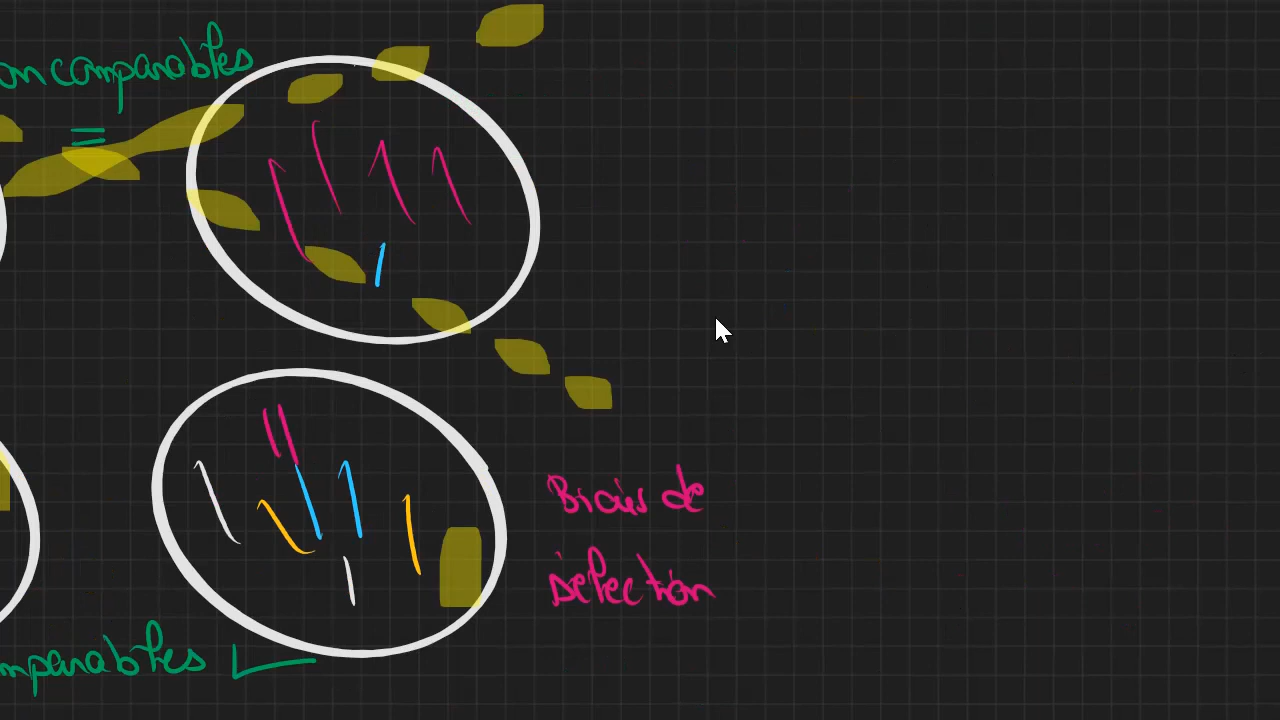 on comparables
=
Biais de
sélection
mparables